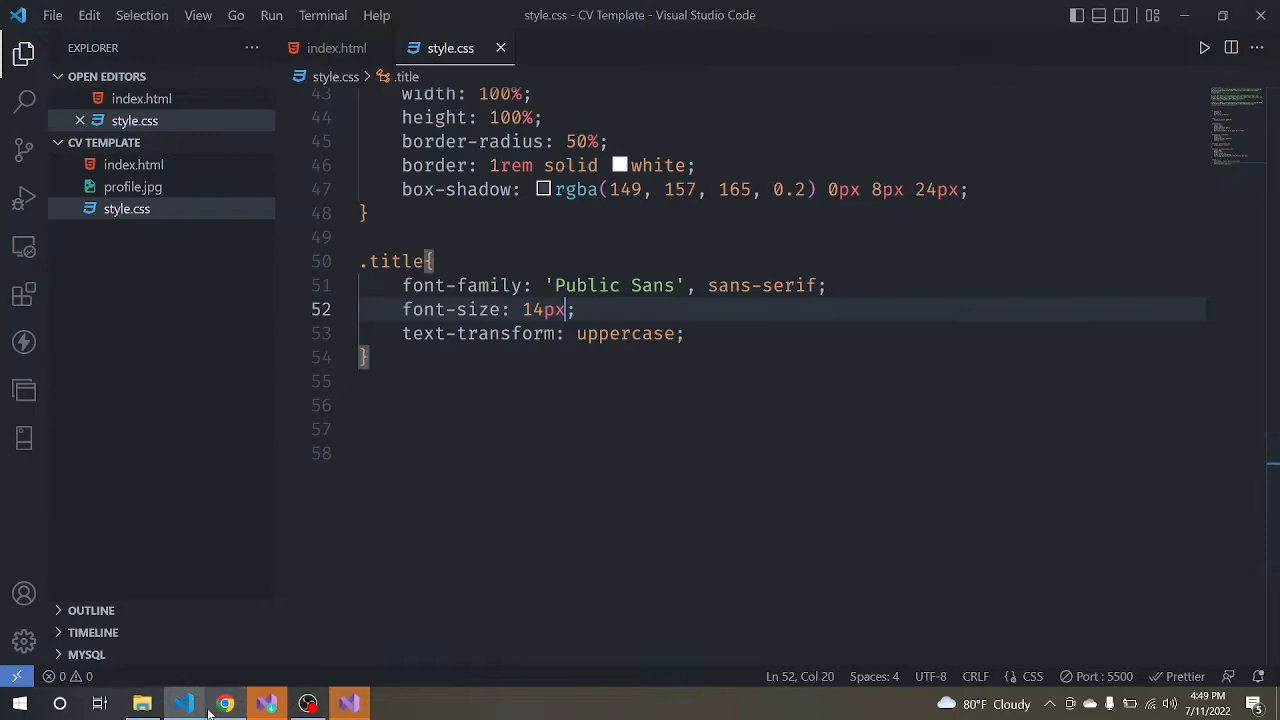 File Edit Selection View Go Run Terminal Help style.css - CV Template - Visual Studio Code
EXPLORER
OPEN EDITORS
index.html
style.css
CV TEMPLATE
index.html
profile.jpg
style.css
OUTLINE
TIMELINE
MYSQL
index.html style.css
style.css > .title
43 width: 100%;
44 height: 100%;
45 border-radius: 50%;
46 border: 1rem solid white;
47 box-shadow: rgba(149, 157, 165, 0.2) 0px 8px 24px;
48 }
49
50 .title{
51 font-family: 'Public Sans', sans-serif;
52 font-size: 14px;
53 text-transform: uppercase;
54 }
55
56
57
58
0 0 Ln 52, Col 20 Spaces: 4 UTF-8 CRLF CSS Port : 5500 Prettier
80°F Cloudy 4:49 PM
7/11/2022 5